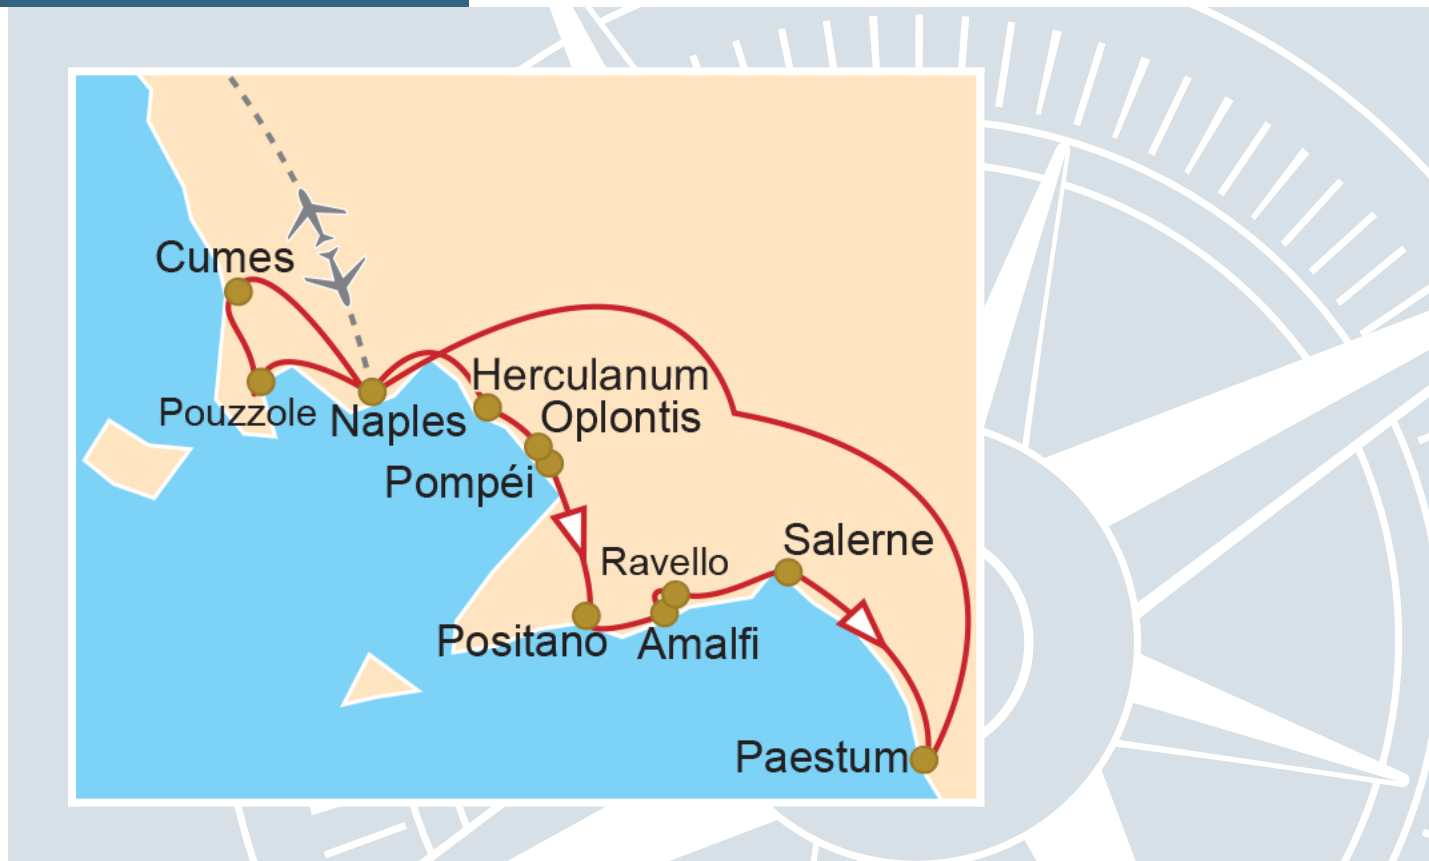 Cumes
Pouzzole
Naples
Herculanum
Oplontis
Pompéi
Ravello
Salerne
Positano
Amalfi
Paestum